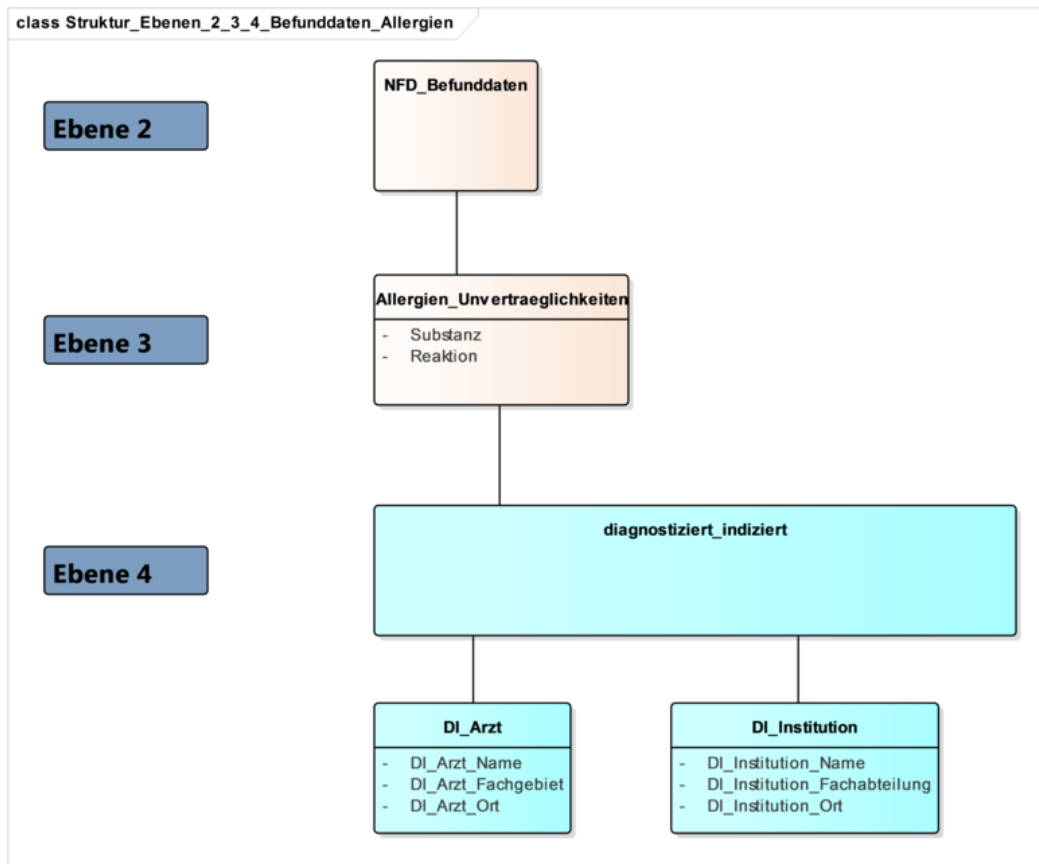 class Struktur_Ebenen_2_3_4_Befunddaten_Allergien
NFD_Befunddaten
Ebene 2
Allergien_Unvertraeglichkeiten
- Substanz
- Reaktion
Ebene 3
diagnostiziert_indiziert
Ebene 4
DI_Arzt
- DI_Arzt_Name
- DI_Arzt_Fachgebiet
- DI_Arzt_Ort
DI_Institution
- DI_Institution_Name
- DI_Institution_Fachabteilung
- DI_Institution_Ort